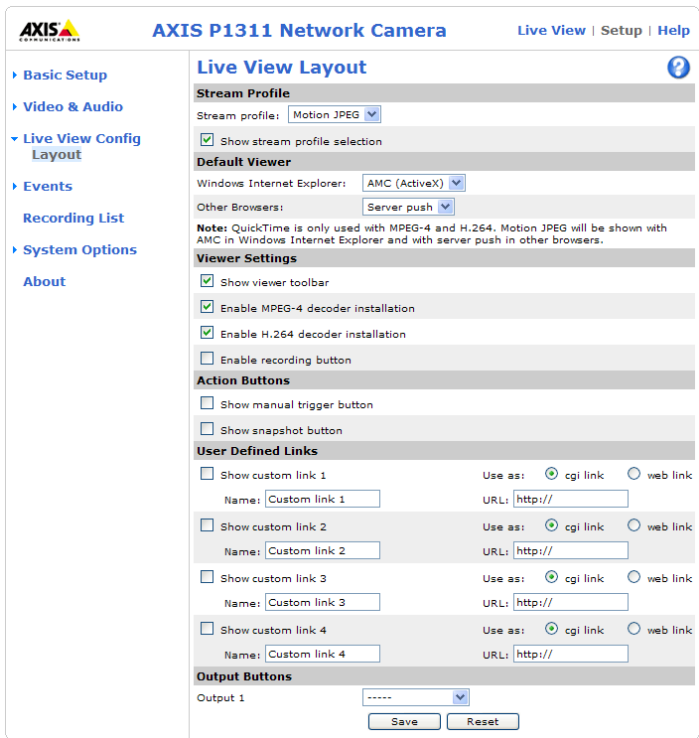 AXIS
COMMUNICATIONS
AXIS P1311 Network Camera
Live View | Setup | Help
Basic Setup
Video & Audio
Live View Config
Layout
Events
Recording List
System Options
About
Live View Layout
?
Stream Profile
Stream profile: Motion JPEG
Show stream profile selection
Default Viewer
Windows Internet Explorer: AMC (ActiveX)
Other Browsers: Server push
Note: QuickTime is only used with MPEG-4 and H.264. Motion JPEG will be shown with
AMC in Windows Internet Explorer and with server push in other browsers.
Viewer Settings
Show viewer toolbar
Enable MPEG-4 decoder installation
Enable H.264 decoder installation
Enable recording button
Action Buttons
Show manual trigger button
Show snapshot button
User Defined Links
Show custom link 1 Use as: cgi link web link
Name: Custom link 1 URL: http://
Show custom link 2 Use as: cgi link web link
Name: Custom link 2 URL: http://
Show custom link 3 Use as: cgi link web link
Name: Custom link 3 URL: http://
Show custom link 4 Use as: cgi link web link
Name: Custom link 4 URL: http://
Output Buttons
Output 1 -----
Save Reset